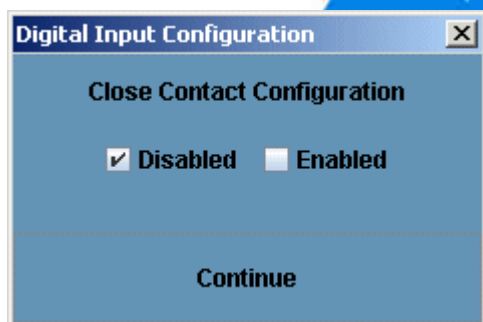 Digital Input Configuration
Close Contact Configuration
Disabled Enabled
Continue